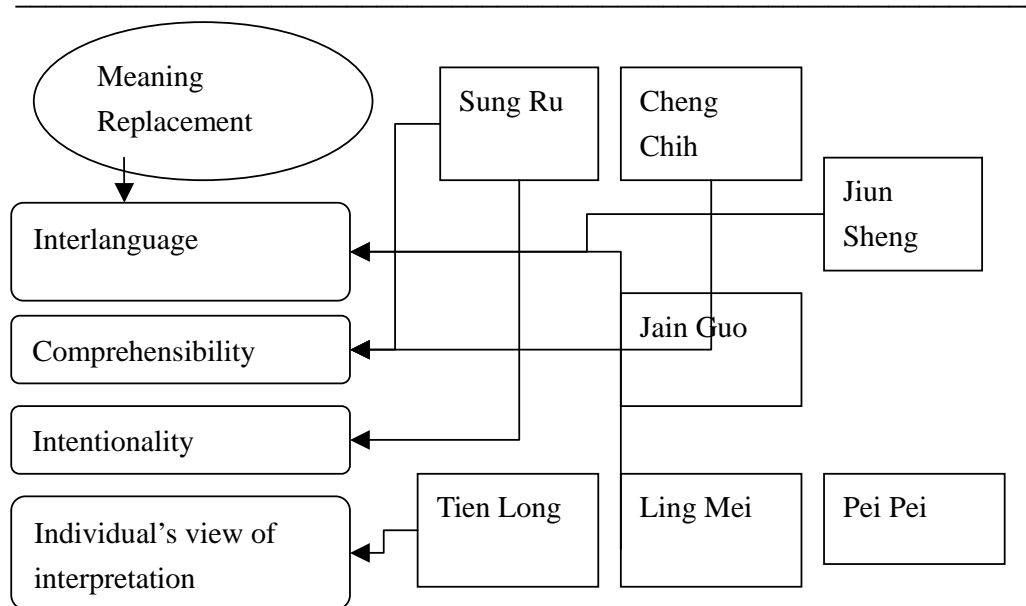 Meaning
Replacement
Sung Ru
Cheng
Chih
Jiun
Sheng
Interlanguage
Jain Guo
Comprehensibility
Intentionality
Tien Long
Ling Mei
Pei Pei
Individual's view of
interpretation